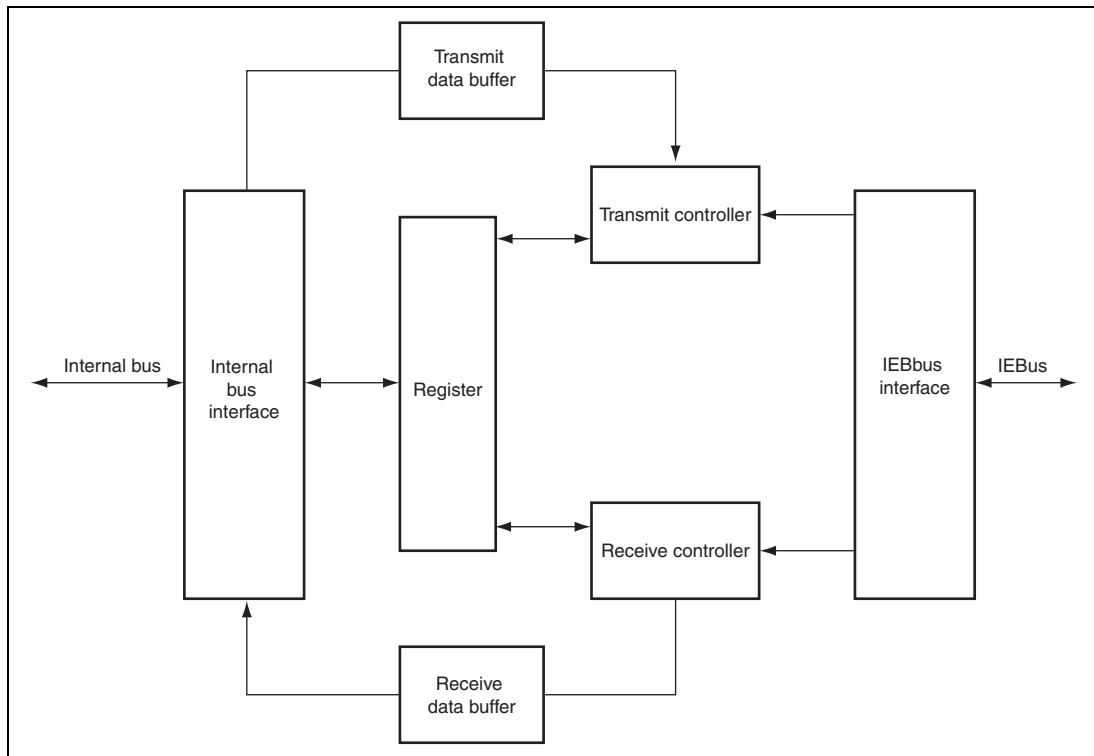 Transmit
data buffer
Transmit controller
Internal bus
Internal
bus
interface
Register
IEBbus
interface
IEBus
Receive controller
Receive
data buffer